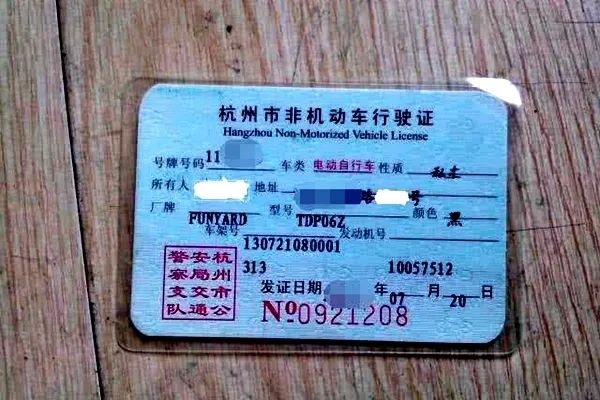 杭州市非机动车行驶证
Hangzhou Non-Motorized Vehicle License
号牌号码 11 车类 电动自行车 性质 私车
所有人 地址 号
厂牌 FUNYARD 型号 TDP06Z 颜色 黑
车架号 130721080001 发动机号
313 10057512
发证日期 年 07 月 20 日
杭州市公安局交通警察支队
№0921208